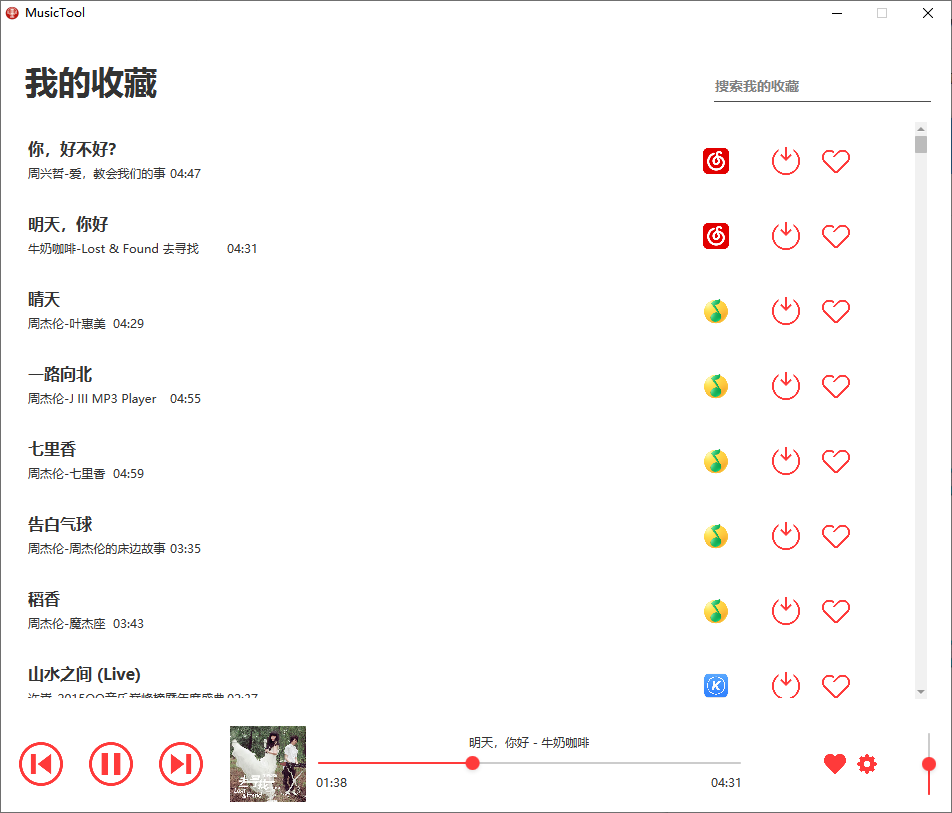 MusicTool
我的收藏
搜索我的收藏
你，好不好?
周兴哲-爱，教会我们的事 04:47
明天，你好
牛奶咖啡-Lost & Found 去寻找 04:31
晴天
周杰伦-叶惠美 04:29
一路向北
周杰伦-J III MP3 Player 04:55
七里香
周杰伦-七里香 04:59
告白气球
周杰伦-周杰伦的床边故事 03:35
稻香
周杰伦-魔杰座 03:43
山水之间 (Live)
明天，你好 - 牛奶咖啡
01:38
04:31